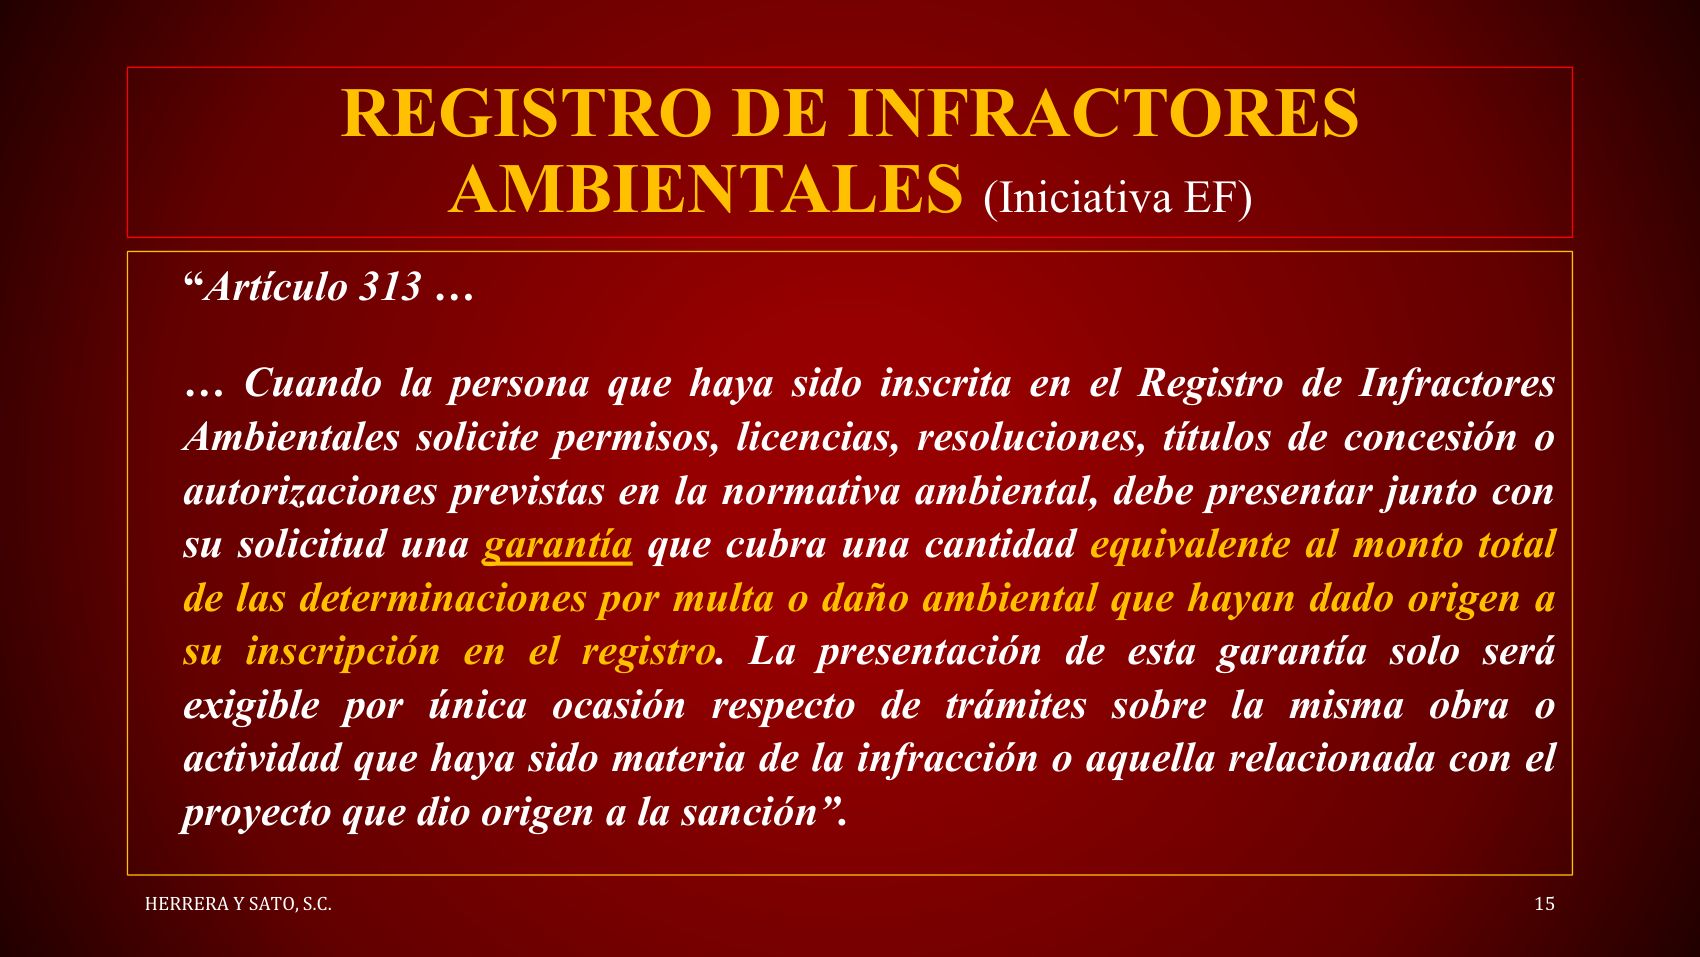 REGISTRO DE INFRACTORES
AMBIENTALES (Iniciativa EF)
“Artículo 313 …
… Cuando la persona que haya sido inscrita en el Registro de Infractores
Ambientales solicite permisos, licencias, resoluciones, títulos de concesión o
autorizaciones previstas en la normativa ambiental, debe presentar junto con
su solicitud una garantía que cubra una cantidad equivalente al monto total
de las determinaciones por multa o daño ambiental que hayan dado origen a
su inscripción en el registro. La presentación de esta garantía solo será
exigible por única ocasión respecto de trámites sobre la misma obra o
actividad que haya sido materia de la infracción o aquella relacionada con el
proyecto que dio origen a la sanción”.
HERRERA Y SATO, S.C.
15